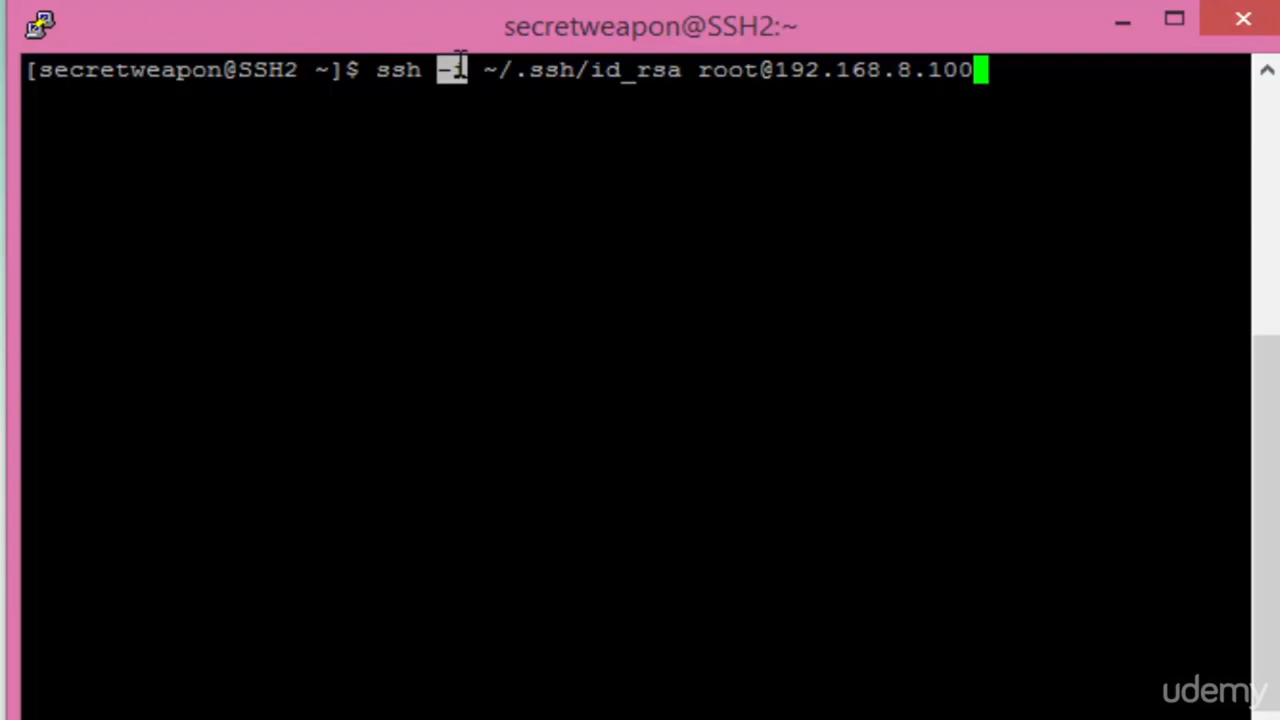 secretweapon@SSH2:~
[secretweapon@SSH2 ~]$ ssh -i ~/.ssh/id_rsa root@192.168.8.100
udemy